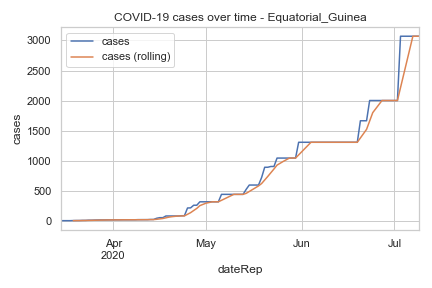 COVID-19 cases over time - Equatorial_Guinea
cases
cases (rolling)
3000
2500
2000
1500
1000
500
0
cases
Apr
2020
May
Jun
Jul
dateRep